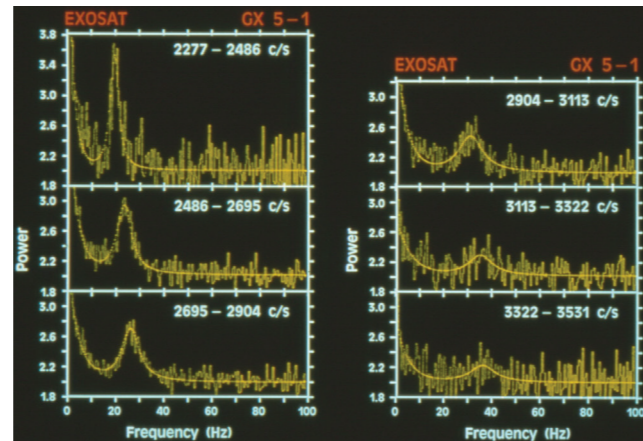 EXOSAT GX 5–1
3.8
3.4
3.0
2.6
2.2
1.8
2277 – 2486 c/s
3.0
2.6
2.2
1.8
2486 – 2695 c/s
3.0
2.6
2.2
1.8
2695 – 2904 c/s
Power
0 20 40 60 80 100
Frequency (Hz)
EXOSAT GX 5–1
3.0
2.6
2.2
1.8
2904 – 3113 c/s
3.0
2.6
2.2
1.8
3113 – 3322 c/s
3.0
2.6
2.2
1.8
3322 – 3531 c/s
Power
0 20 40 60 80 100
Frequency (Hz)